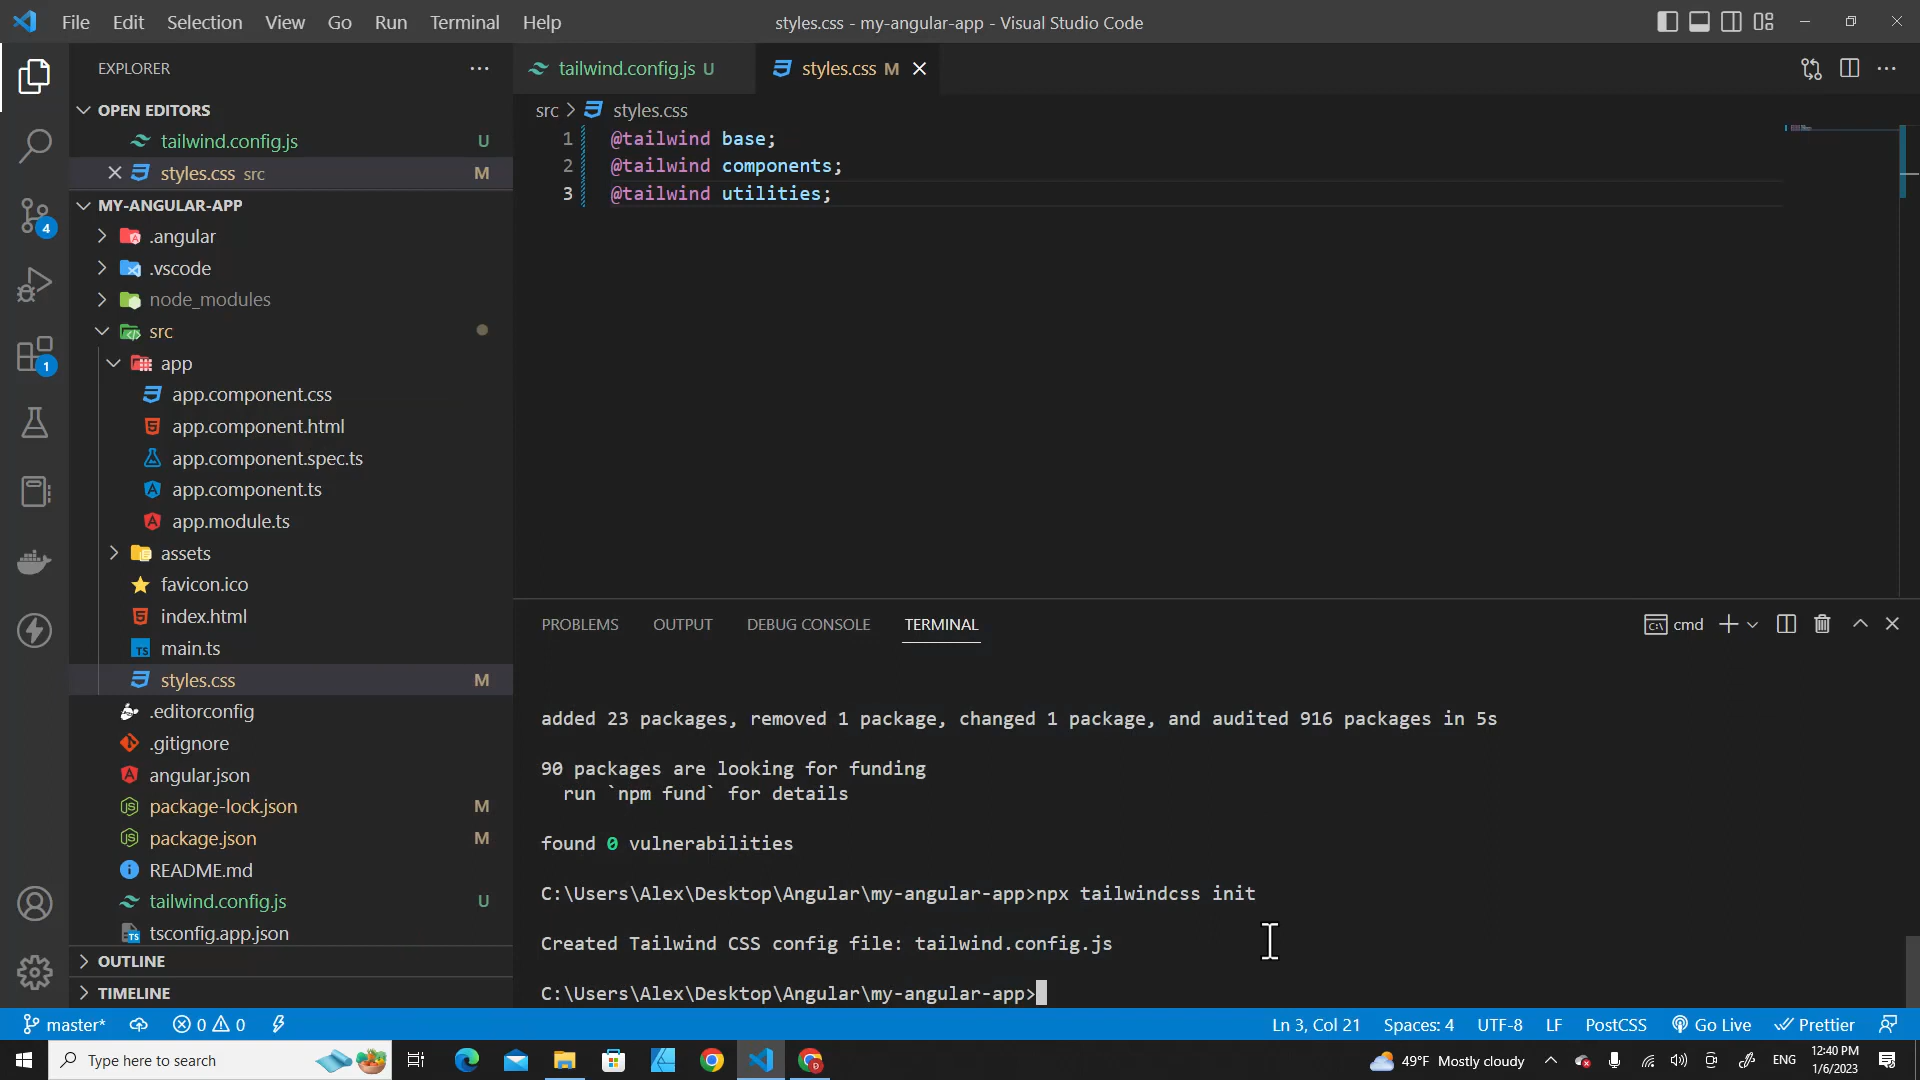 File Edit Selection View Go Run Terminal Help
styles.css - my-angular-app - Visual Studio Code
EXPLORER
OPEN EDITORS
tailwind.config.js U
styles.css src M
MY-ANGULAR-APP
.angular
.vscode
node_modules
src
app
app.component.css
app.component.html
app.component.spec.ts
app.component.ts
app.module.ts
assets
favicon.ico
index.html
main.ts
styles.css M
.editorconfig
.gitignore
angular.json
package-lock.json M
package.json M
README.md
tailwind.config.js U
tsconfig.app.json
OUTLINE
TIMELINE
4
1
tailwind.config.js U
styles.css M
src > styles.css
1 @tailwind base;
2 @tailwind components;
3 @tailwind utilities;
PROBLEMS OUTPUT DEBUG CONSOLE TERMINAL
cmd
added 23 packages, removed 1 package, changed 1 package, and audited 916 packages in 5s
90 packages are looking for funding
run `npm fund` for details
found 0 vulnerabilities
C:\Users\Alex\Desktop\Angular\my-angular-app>npx tailwindcss init
Created Tailwind CSS config file: tailwind.config.js
C:\Users\Alex\Desktop\Angular\my-angular-app>
master* 0 0
Ln 3, Col 21 Spaces: 4 UTF-8 LF PostCSS Go Live Prettier
Type here to search
49°F Mostly cloudy
ENG
12:40 PM
1/6/2023